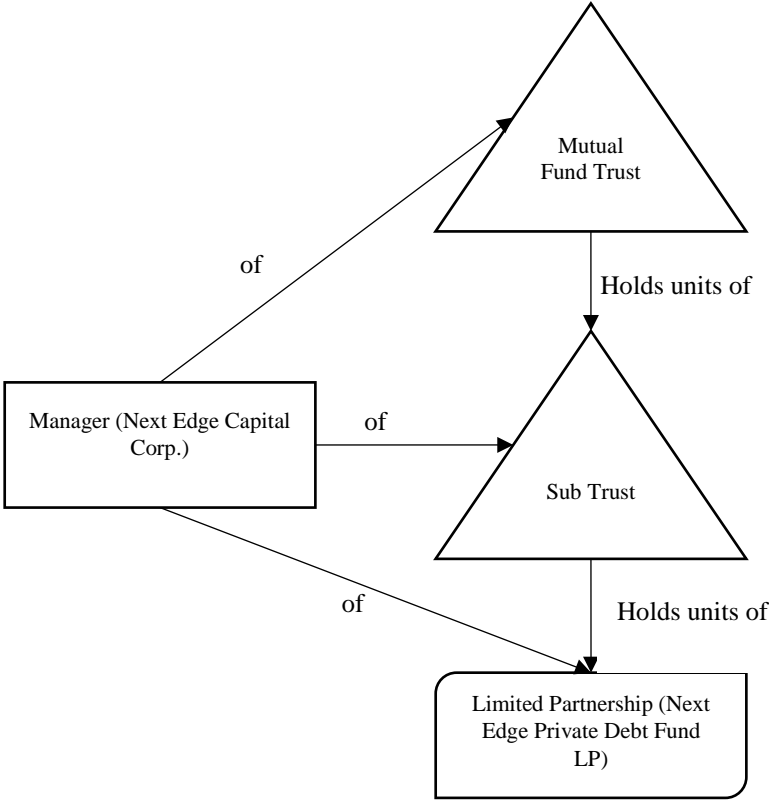 Mutual
Fund Trust
of
Holds units of
Manager (Next Edge Capital
Corp.)
of
Sub Trust
of
Holds units of
Limited Partnership (Next
Edge Private Debt Fund
LP)